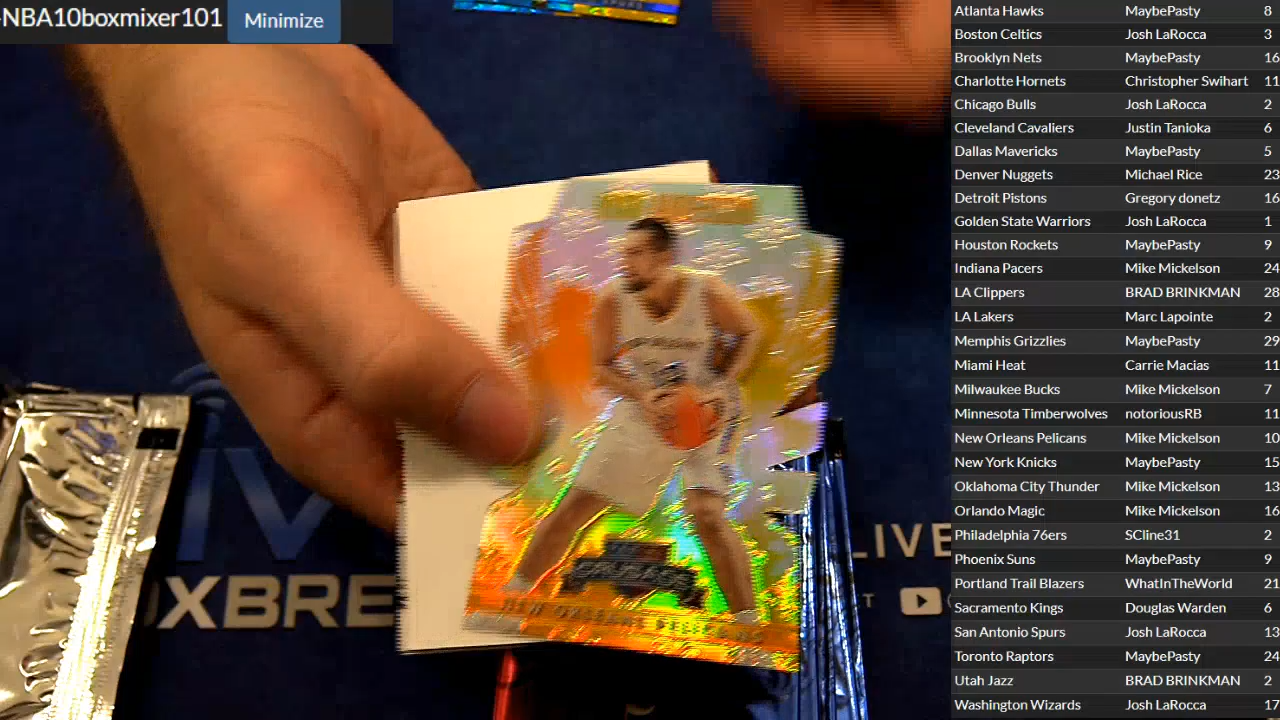 -NBA10boxmixer101 Minimize
Atlanta Hawks MaybePasty 8
Boston Celtics Josh LaRocca 3
Brooklyn Nets MaybePasty 16
Charlotte Hornets Christopher Swihart 11
Chicago Bulls Josh LaRocca 2
Cleveland Cavaliers Justin Tanioka 6
Dallas Mavericks MaybePasty 5
Denver Nuggets Michael Rice 23
Detroit Pistons Gregory donetz 16
Golden State Warriors Josh LaRocca 1
Houston Rockets MaybePasty 9
Indiana Pacers Mike Mickelson 24
LA Clippers BRAD BRINKMAN 28
LA Lakers Marc Lapointe 2
Memphis Grizzlies MaybePasty 29
Miami Heat Carrie Macias 11
Milwaukee Bucks Mike Mickelson 7
Minnesota Timberwolves notoriousRB 11
New Orleans Pelicans Mike Mickelson 10
New York Knicks MaybePasty 15
Oklahoma City Thunder Mike Mickelson 13
Orlando Magic Mike Mickelson 16
Philadelphia 76ers SCline31 2
Phoenix Suns MaybePasty 9
Portland Trail Blazers WhatInTheWorld 21
Sacramento Kings Douglas Warden 6
San Antonio Spurs Josh LaRocca 13
Toronto Raptors MaybePasty 24
Utah Jazz BRAD BRINKMAN 2
Washington Wizards Josh LaRocca 17
NEW ORLEANS PELICANS
IV
OXBRE
LIVE
T